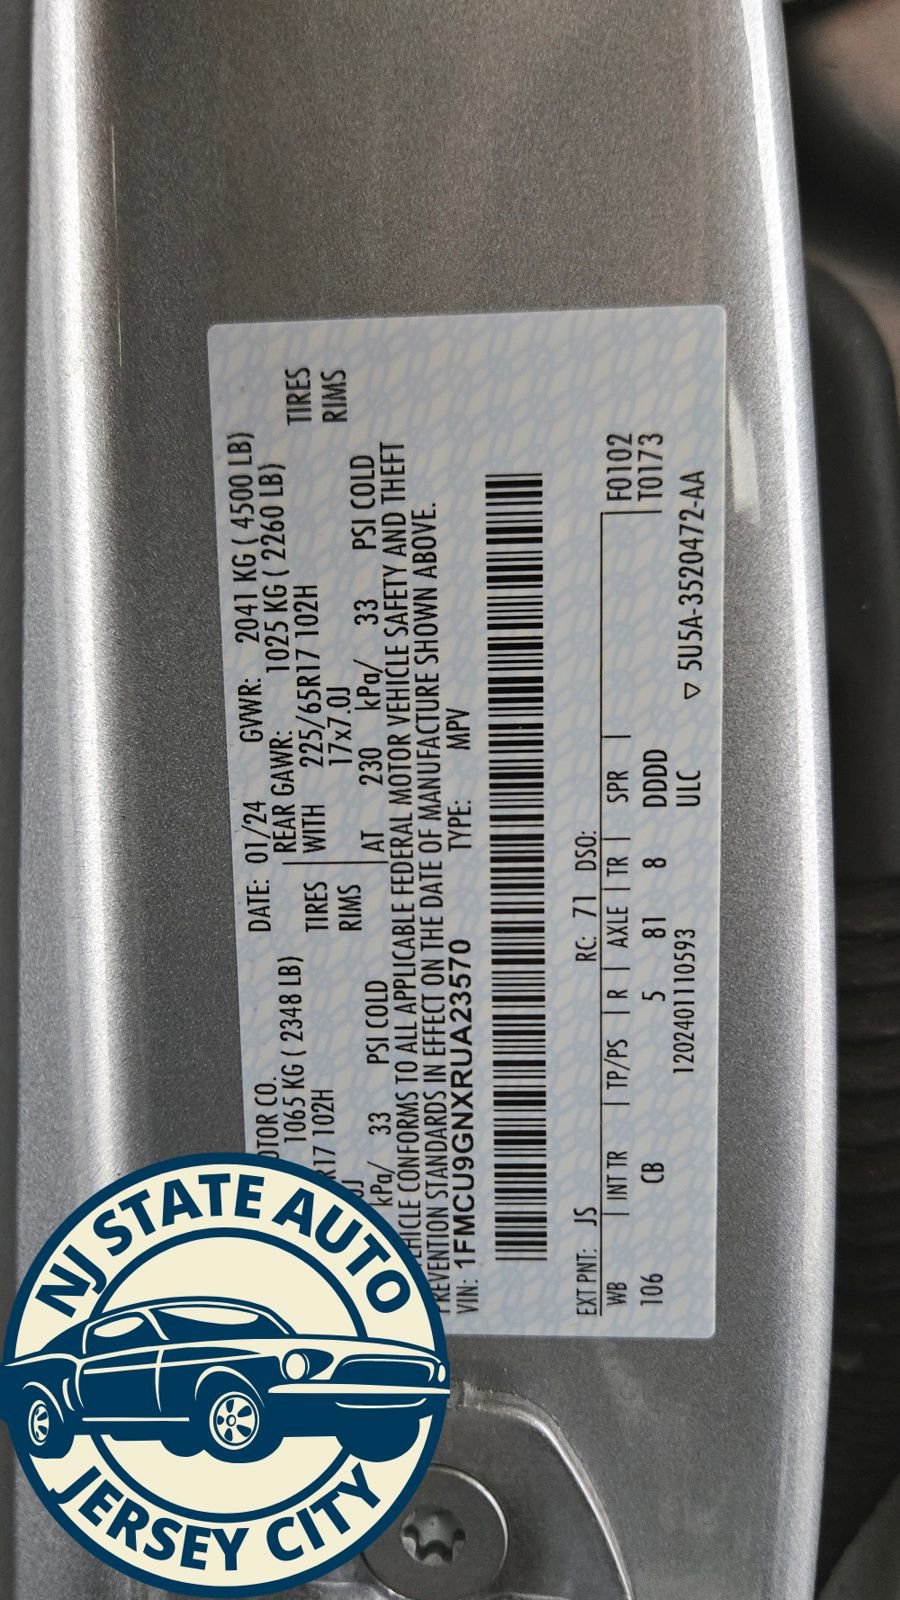 OTOR CO.
DATE: 01/24 GVWR: 2041 KG ( 4500 LB)
1065 KG ( 2348 LB) REAR GAWR: 1025 KG ( 2260 LB)
R17 102H TIRES WITH 225/65R17 102H TIRES
0J RIMS 17x7.0J RIMS
kPa/ 33 PSI COLD AT 230 kPa/ 33 PSI COLD
EHICLE CONFORMS TO ALL APPLICABLE FEDERAL MOTOR VEHICLE SAFETY AND THEFT
PREVENTION STANDARDS IN EFFECT ON THE DATE OF MANUFACTURE SHOWN ABOVE.
VIN: 1FMCU9GNXRUA23570 TYPE: MPV
EXT PNT: JS RC: 71 DSO:
WB | INT TR | TP/PS | R | AXLE | TR | SPR | F0102
106 CB 5 81 8 DDDD T0173
1202401110593 ULC ▽ 5U5A-3520472-AA
NJ STATE AUTO
JERSEY CITY